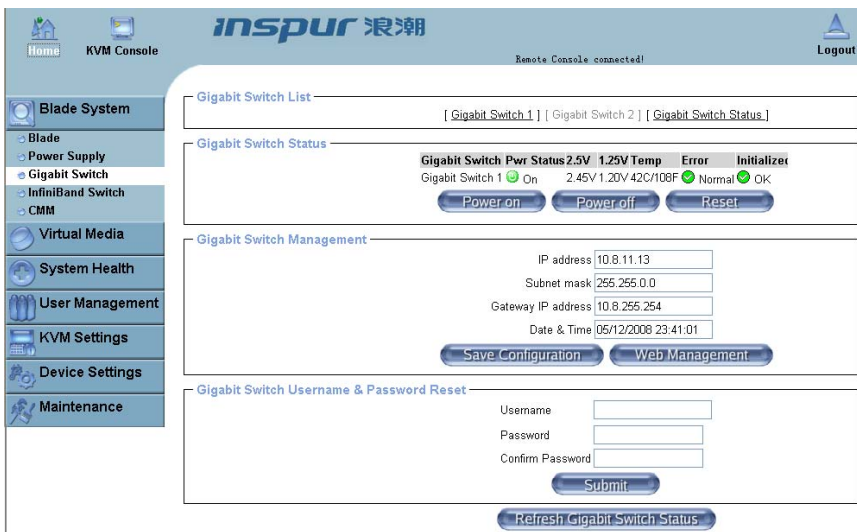 Home
KVM Console
inspur 浪潮
Remote Console connected!
Logout
Blade System
Blade
Power Supply
Gigabit Switch
InfiniBand Switch
CMM
Virtual Media
System Health
User Management
KVM Settings
Device Settings
Maintenance
Gigabit Switch List
[ Gigabit Switch 1 ] [ Gigabit Switch 2 ] [ Gigabit Switch Status ]
Gigabit Switch Status
Gigabit Switch Pwr Status 2.5V 1.25V Temp Error Initialized
Gigabit Switch 1 On 2.45V 1.20V 42C/108F Normal OK
Power on Power off Reset
Gigabit Switch Management
IP address 10.8.11.13
Subnet mask 255.255.0.0
Gateway IP address 10.8.255.254
Date & Time 05/12/2008 23:41:01
Save Configuration Web Management
Gigabit Switch Username & Password Reset
Username
Password
Confirm Password
Submit
Refresh Gigabit Switch Status